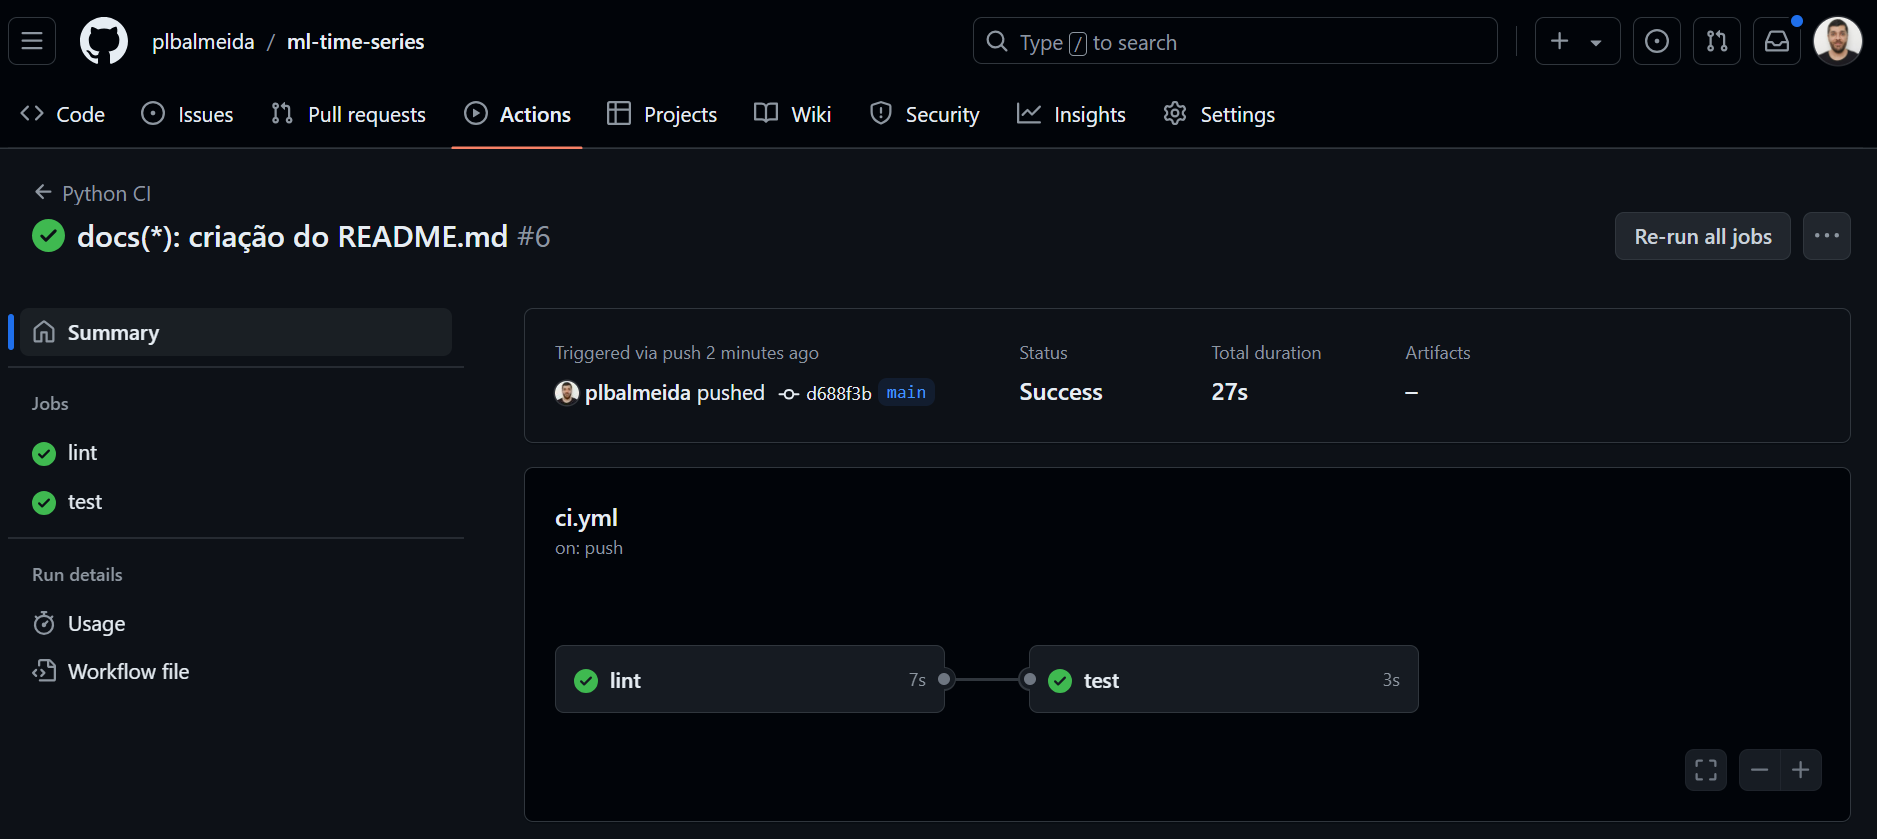 plbalmeida / ml-time-series
Type / to search
Code Issues Pull requests Actions Projects Wiki Security Insights Settings
Python CI
docs(*): criação do README.md #6
Re-run all jobs
Summary
Jobs
lint
test
Run details
Usage
Workflow file
Triggered via push 2 minutes ago
plbalmeida pushed d688f3b main
Status
Success
Total duration
27s
Artifacts
–
ci.yml
on: push
lint 7s
test 3s